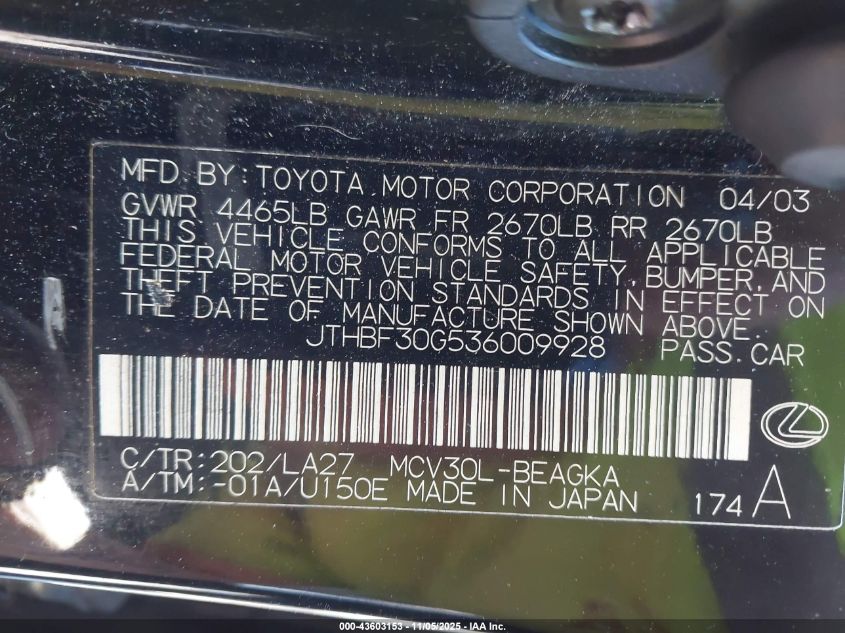 MFD. BY: TOYOTA MOTOR CORPORATION 04/03
GVWR 4465LB GAWR FR 2670LB RR 2670LB
THIS VEHICLE CONFORMS TO ALL APPLICABLE
FEDERAL MOTOR VEHICLE SAFETY, BUMPER, AND
THEFT PREVENTION STANDARDS IN EFFECT ON
THE DATE OF MANUFACTURE SHOWN ABOVE.
JTHBF30G536009928 PASS. CAR
C/TR: 202/LA27 MCV30L-BEAGKA
A/TM: -01A/U150E MADE IN JAPAN 174 A
000-43603153 - 11/05/2025 - IAA Inc.